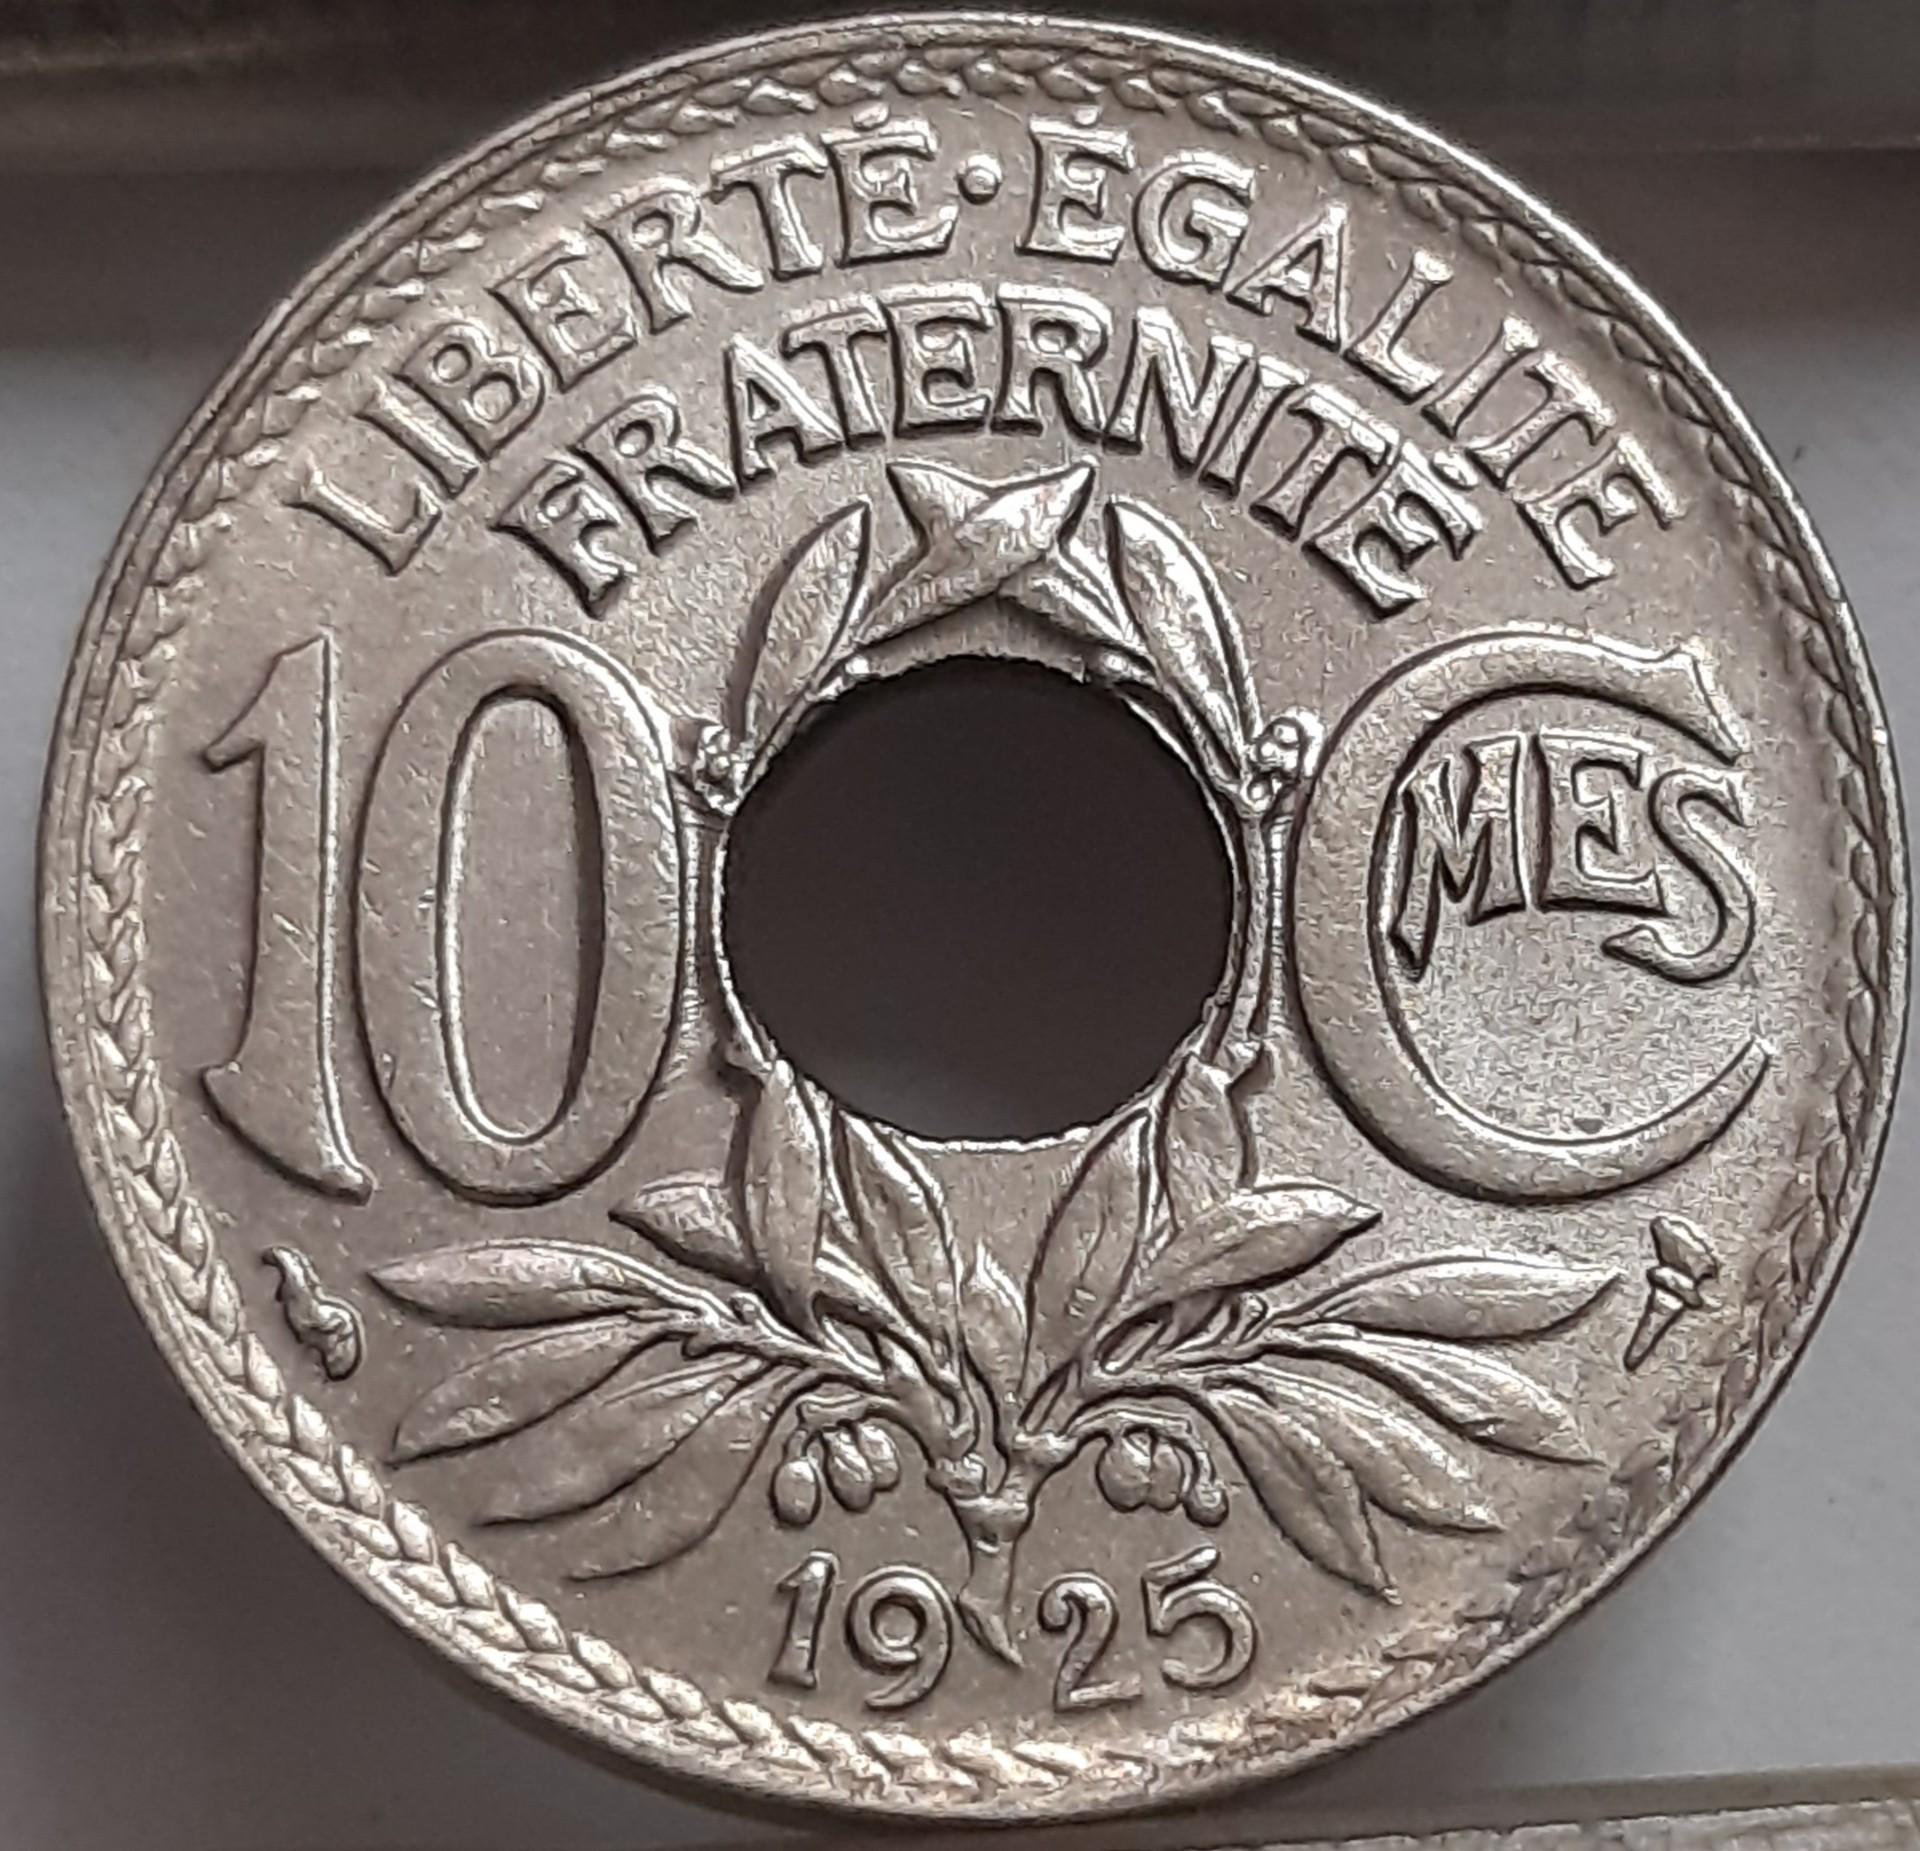 LIBERTÉ · ÉGALITÉ
FRATERNITÉ
10 CMES
1925